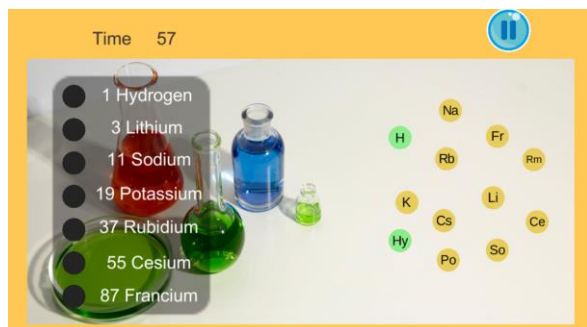 Time 57
1 Hydrogen
3 Lithium
11 Sodium
19 Potassium
37 Rubidium
55 Cesium
87 Francium
Na
H
Fr
Rb
Rm
K
Li
Cs
Ce
Hy
So
Po